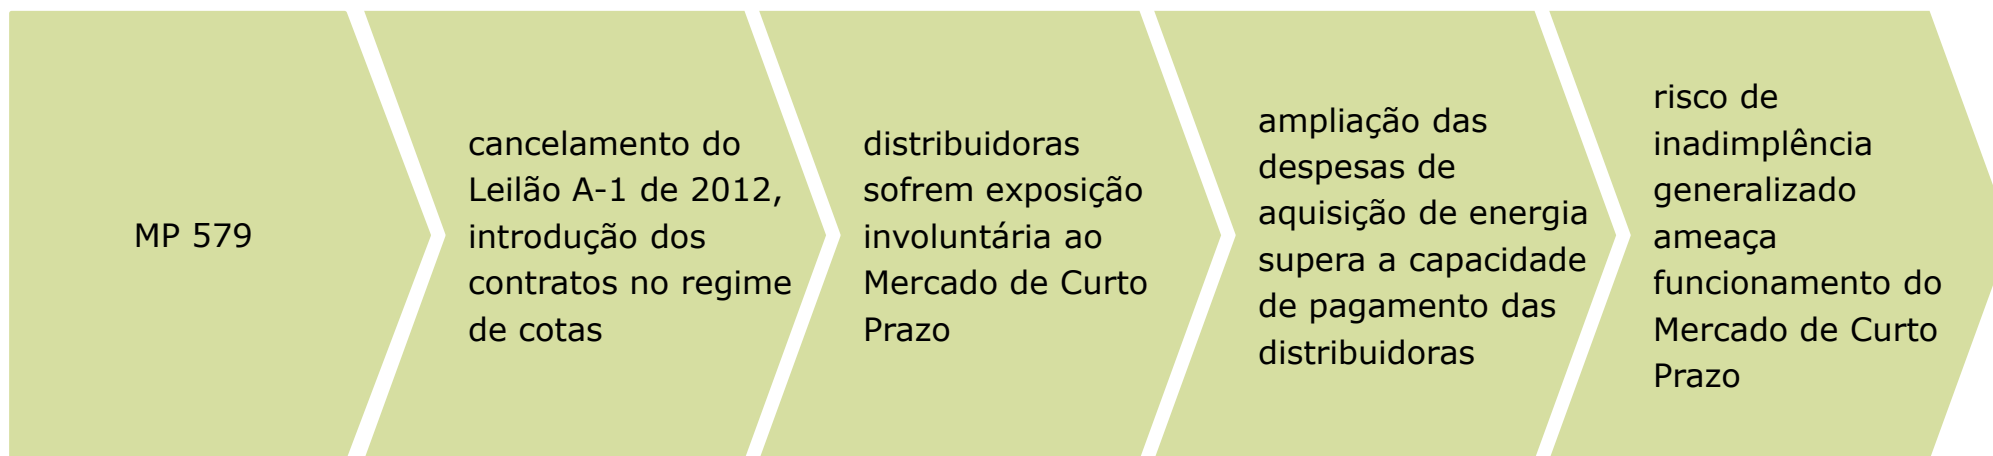 MP 579
cancelamento do
Leilão A-1 de 2012,
introdução dos
contratos no regime
de cotas
distribuidoras
sofrem exposição
involuntária ao
Mercado de Curto
Prazo
ampliação das
despesas de
aquisição de energia
supera a capacidade
de pagamento das
distribuidoras
risco de
inadimplência
generalizado
ameaça
funcionamento do
Mercado de Curto
Prazo